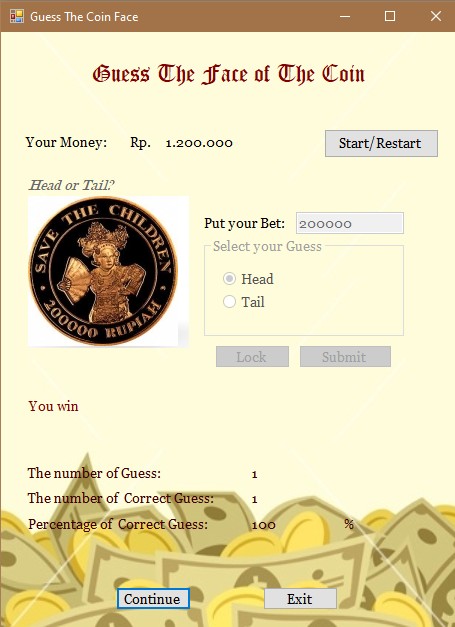 Guess The Coin Face
Guess The Face of The Coin
Your Money: Rp. 1.200.000 Start/Restart
Head or Tail?
SAVE THE CHILDREN
200000 RUPIAH
Put your Bet: 200000
Select your Guess
Head
Tail
Lock Submit
You win
The number of Guess: 1
The number of Correct Guess: 1
Percentage of Correct Guess: 100 %
Continue Exit